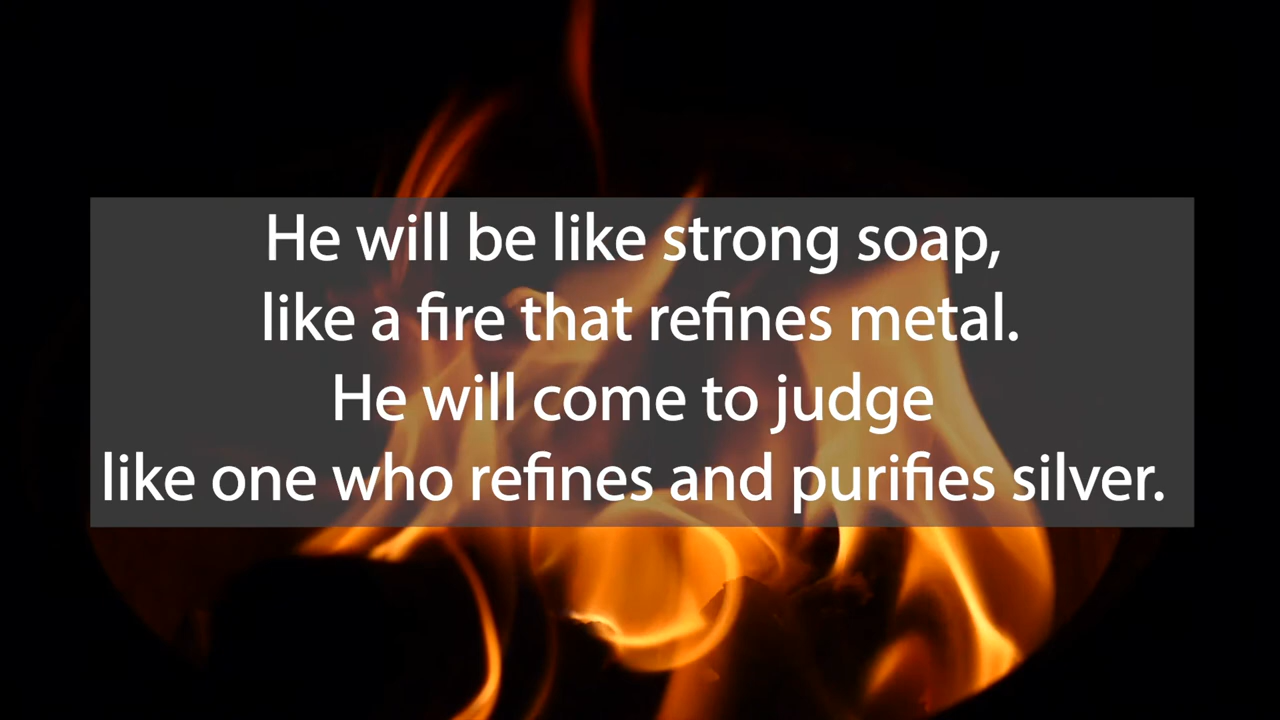 He will be like strong soap,
like a fire that refines metal.
He will come to judge
like one who refines and purifies silver.